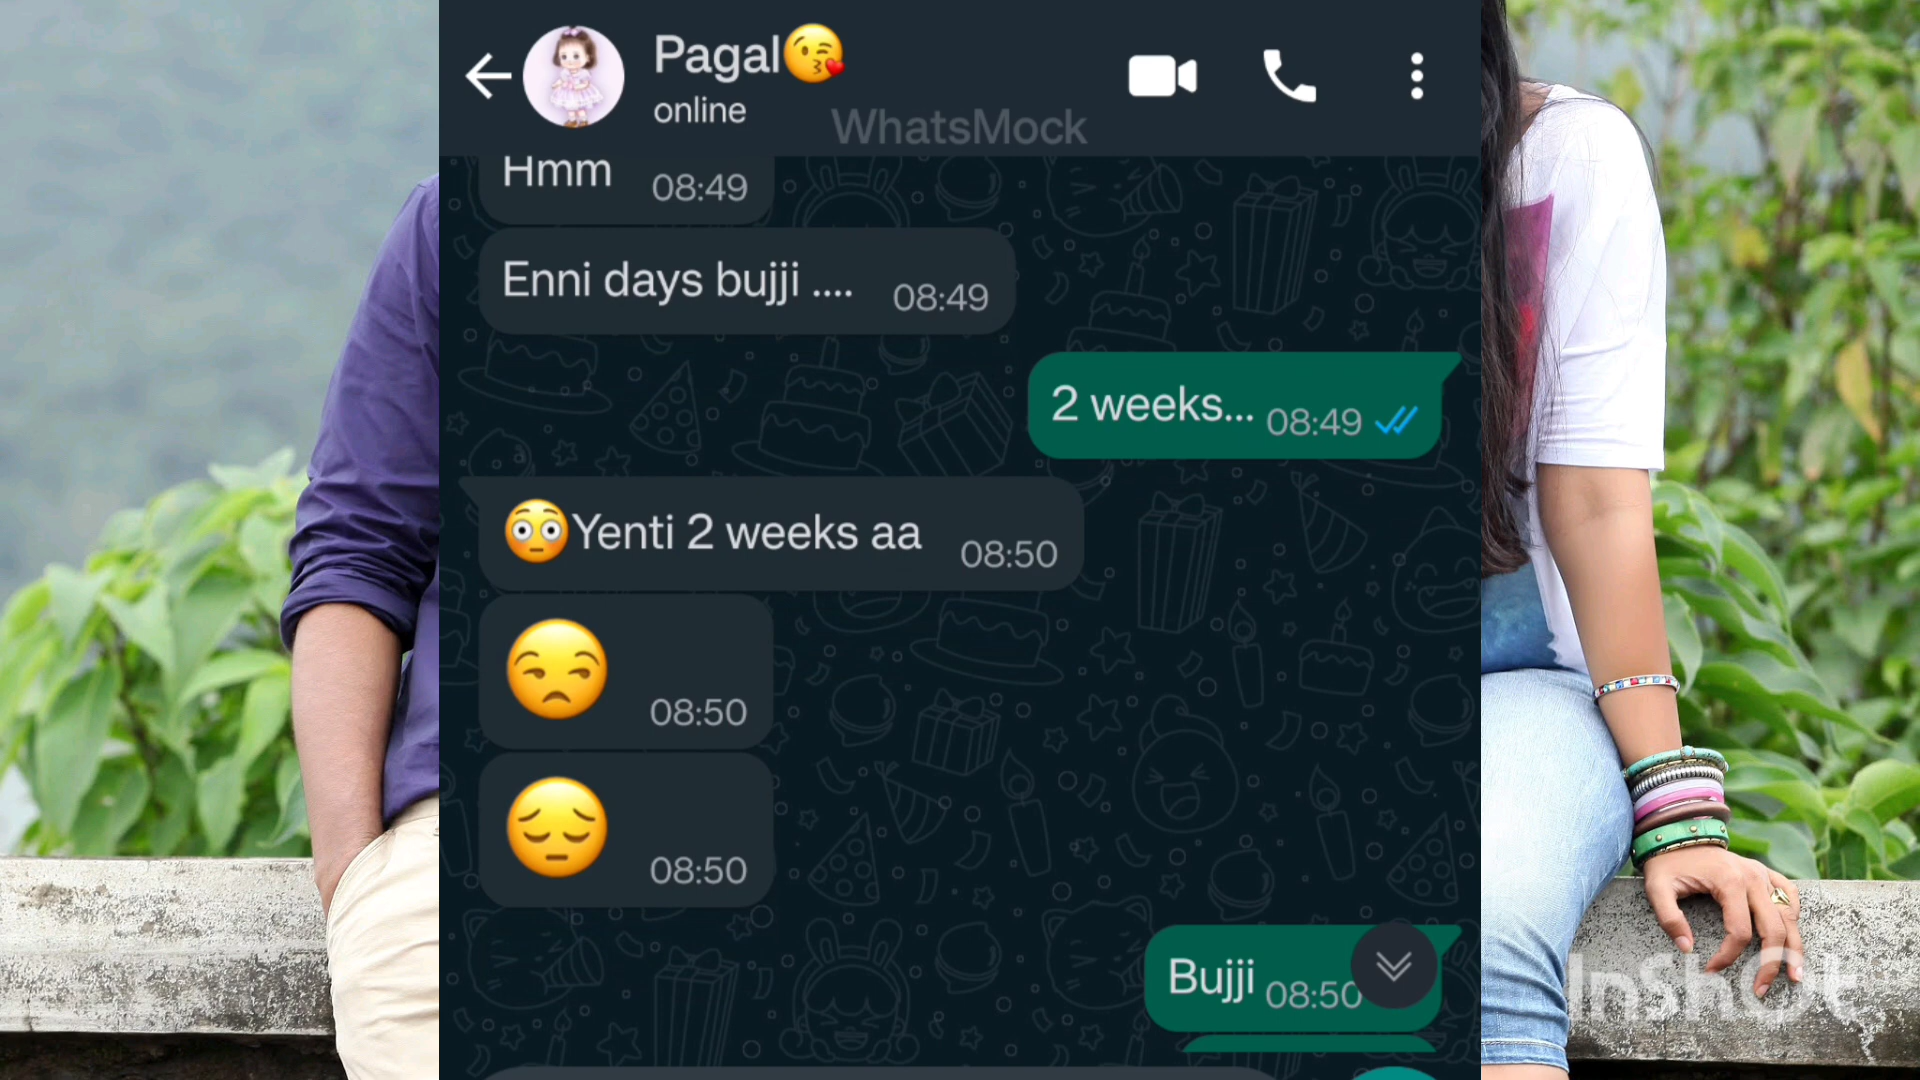 Pagal😘
online
WhatsMock
Hmm 08:49
Enni days bujji .... 08:49
2 weeks... 08:49
😳Yenti 2 weeks aa 08:50
😒 08:50
😔 08:50
Bujji 08:50
InShOt